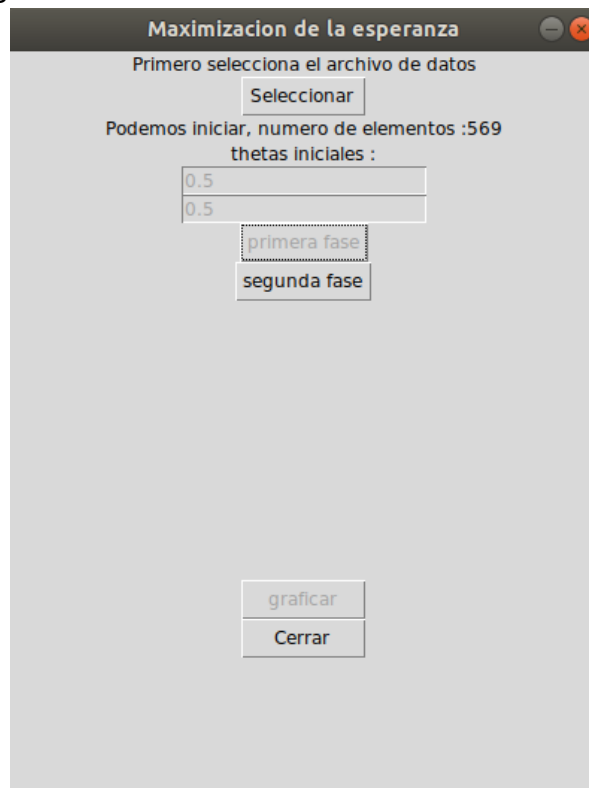 Maximizacion de la esperanza
Primero selecciona el archivo de datos
Seleccionar
Podemos iniciar, numero de elementos :569
thetas iniciales :
0.5
0.5
primera fase
segunda fase
graficar
Cerrar